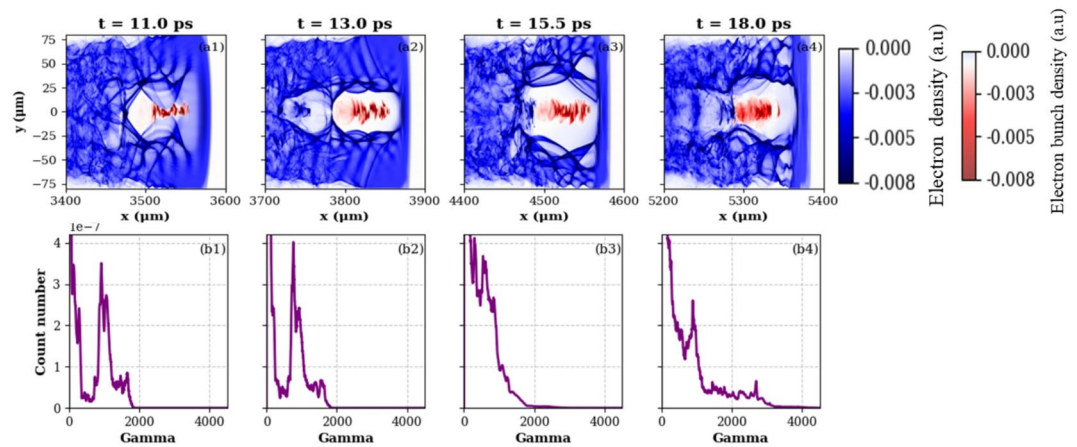 t = 11.0 ps t = 13.0 ps t = 15.5 ps t = 18.0 ps
(a1) (a2) (a3) (a4)
75
50
25
0
−25
−50
−75
y (μm)
3400 3500 3600 3700 3800 3900 4400 4500 4600 5200 5300 5400
x (μm) x (μm) x (μm) x (μm)
0.000
-0.003
-0.005
-0.008
Electron density (a.u)
0.000
-0.003
-0.005
-0.008
Electron bunch density (a.u)
1e−7
(b1) (b2) (b3) (b4)
4
3
2
1
0
Count number
0 2000 4000 0 2000 4000 0 2000 4000 0 2000 4000
Gamma Gamma Gamma Gamma